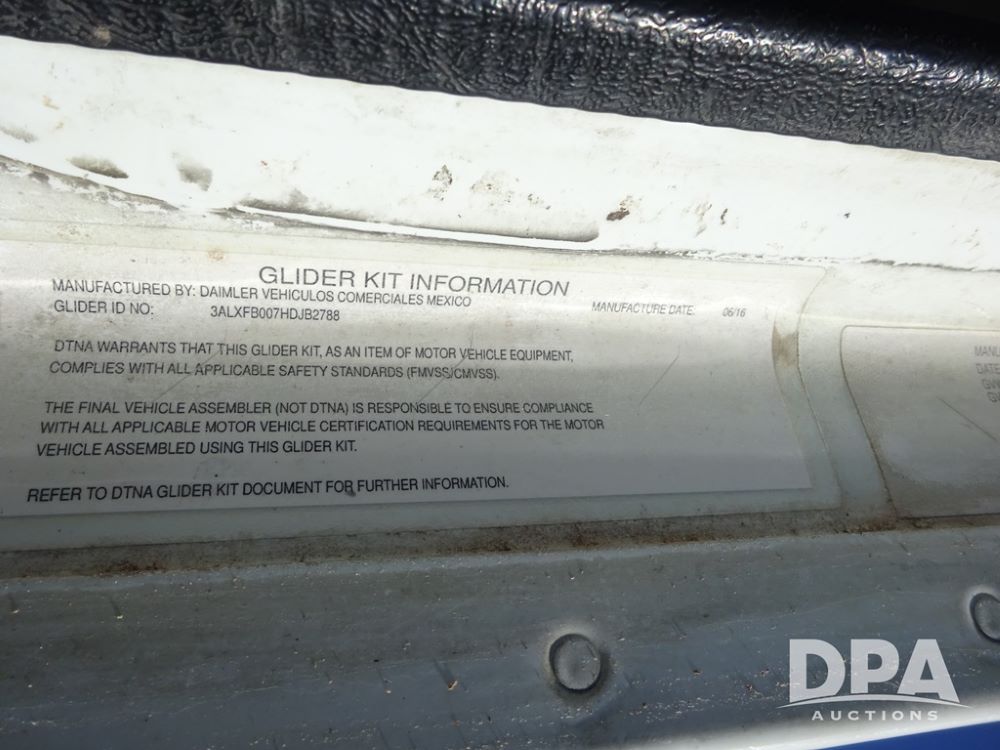 GLIDER KIT INFORMATION
MANUFACTURED BY: DAIMLER VEHICULOS COMERCIALES MEXICO
MANUFACTURE DATE: 06/16
GLIDER ID NO: 3ALXFB007HDJB2788
DTNA WARRANTS THAT THIS GLIDER KIT, AS AN ITEM OF MOTOR VEHICLE EQUIPMENT,
COMPLIES WITH ALL APPLICABLE SAFETY STANDARDS (FMVSS/CMVSS).
THE FINAL VEHICLE ASSEMBLER (NOT DTNA) IS RESPONSIBLE TO ENSURE COMPLIANCE
WITH ALL APPLICABLE MOTOR VEHICLE CERTIFICATION REQUIREMENTS FOR THE MOTOR
VEHICLE ASSEMBLED USING THIS GLIDER KIT.
REFER TO DTNA GLIDER KIT DOCUMENT FOR FURTHER INFORMATION.
MANU
DATE
DPA
AUCTIONS